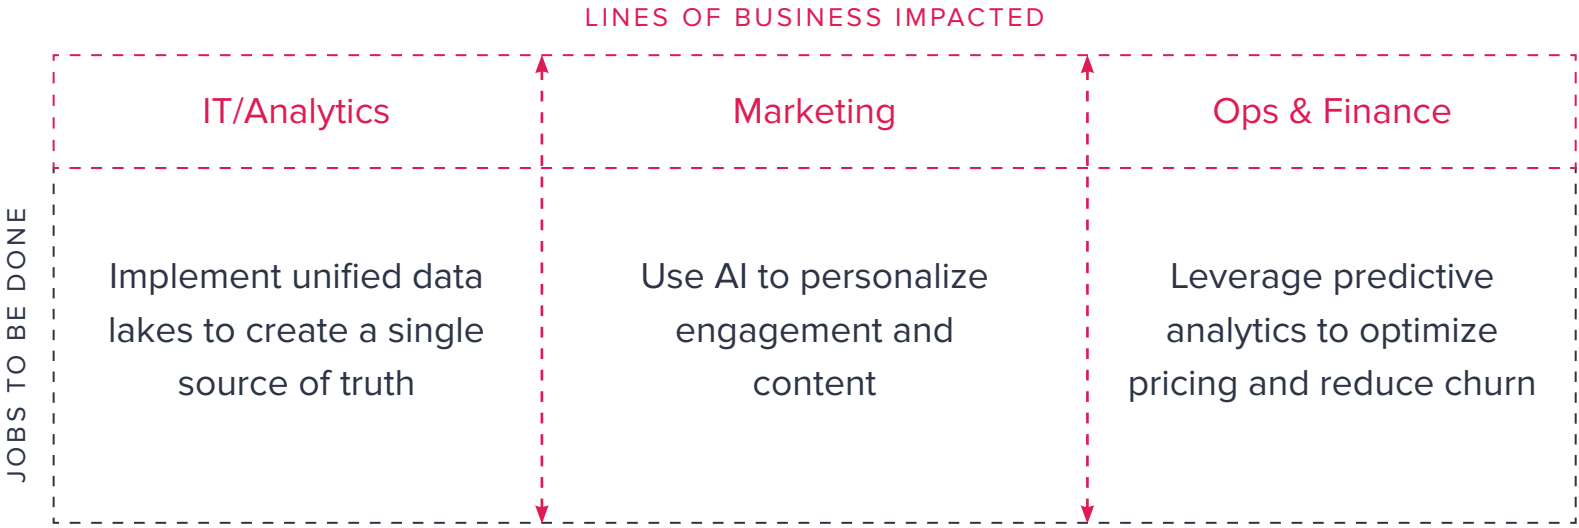 LINES OF BUSINESS IMPACTED
IT/Analytics
Marketing
Ops & Finance
JOBS TO BE DONE
Implement unified data
lakes to create a single
source of truth
Use AI to personalize
engagement and
content
Leverage predictive
analytics to optimize
pricing and reduce churn